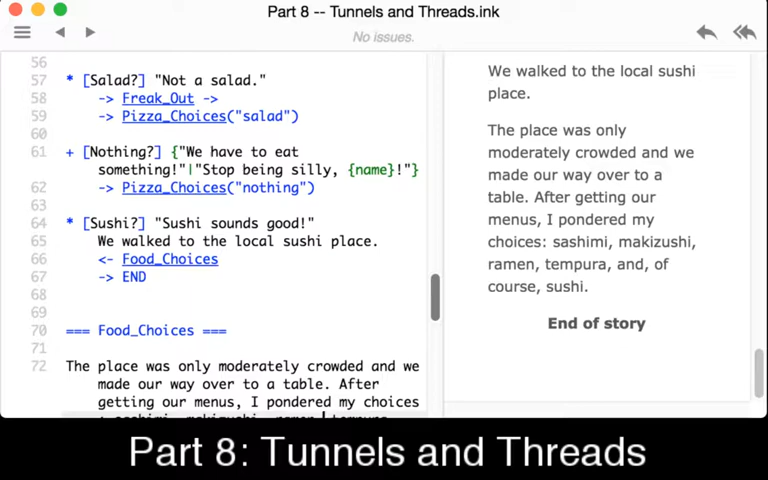 Part 8 -- Tunnels and Threads.ink
No issues.
56
57 * [Salad?] "Not a salad."
58 -> Freak_Out ->
59 -> Pizza_Choices("salad")
60
61 + [Nothing?] {"We have to eat
something!"|"Stop being silly, {name}!"}
62 -> Pizza_Choices("nothing")
63
64 * [Sushi?] "Sushi sounds good!"
65 We walked to the local sushi place.
66 <- Food_Choices
67 -> END
68
69
70 === Food_Choices ===
71
72 The place was only moderately crowded and we
made our way over to a table. After
getting our menus, I pondered my choices
: sashimi, makizushi, ramen, tempura,
We walked to the local sushi
place.
The place was only
moderately crowded and we
made our way over to a
table. After getting our
menus, I pondered my
choices: sashimi, makizushi,
ramen, tempura, and, of
course, sushi.
End of story
Part 8: Tunnels and Threads